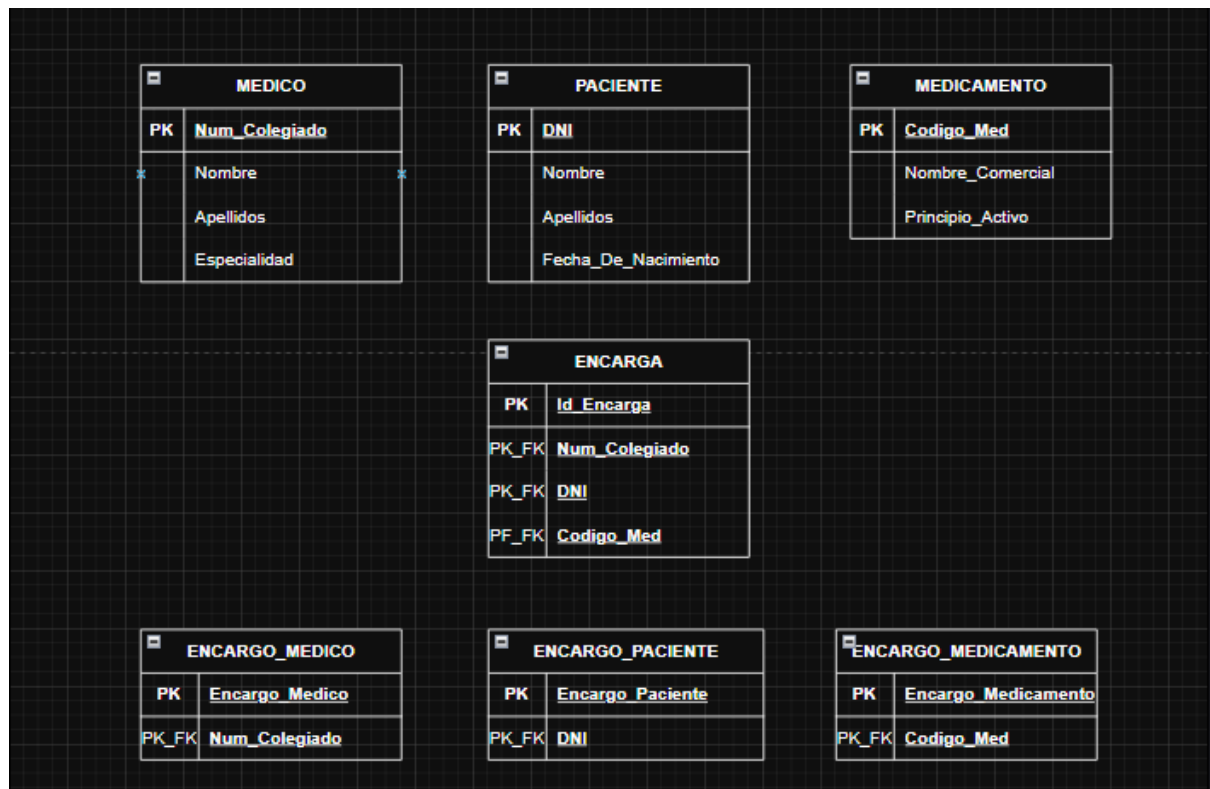 MEDICO
PK Num_Colegiado
Nombre
Apellidos
Especialidad
PACIENTE
PK DNI
Nombre
Apellidos
Fecha_De_Nacimiento
MEDICAMENTO
PK Codigo_Med
Nombre_Comercial
Principio_Activo
ENCARGA
PK Id_Encarga
PK_FK Num_Colegiado
PK_FK DNI
PF_FK Codigo_Med
ENCARGO_MEDICO
PK Encargo_Medico
PK_FK Num_Colegiado
ENCARGO_PACIENTE
PK Encargo_Paciente
PK_FK DNI
ENCARGO_MEDICAMENTO
PK Encargo_Medicamento
PK_FK Codigo_Med